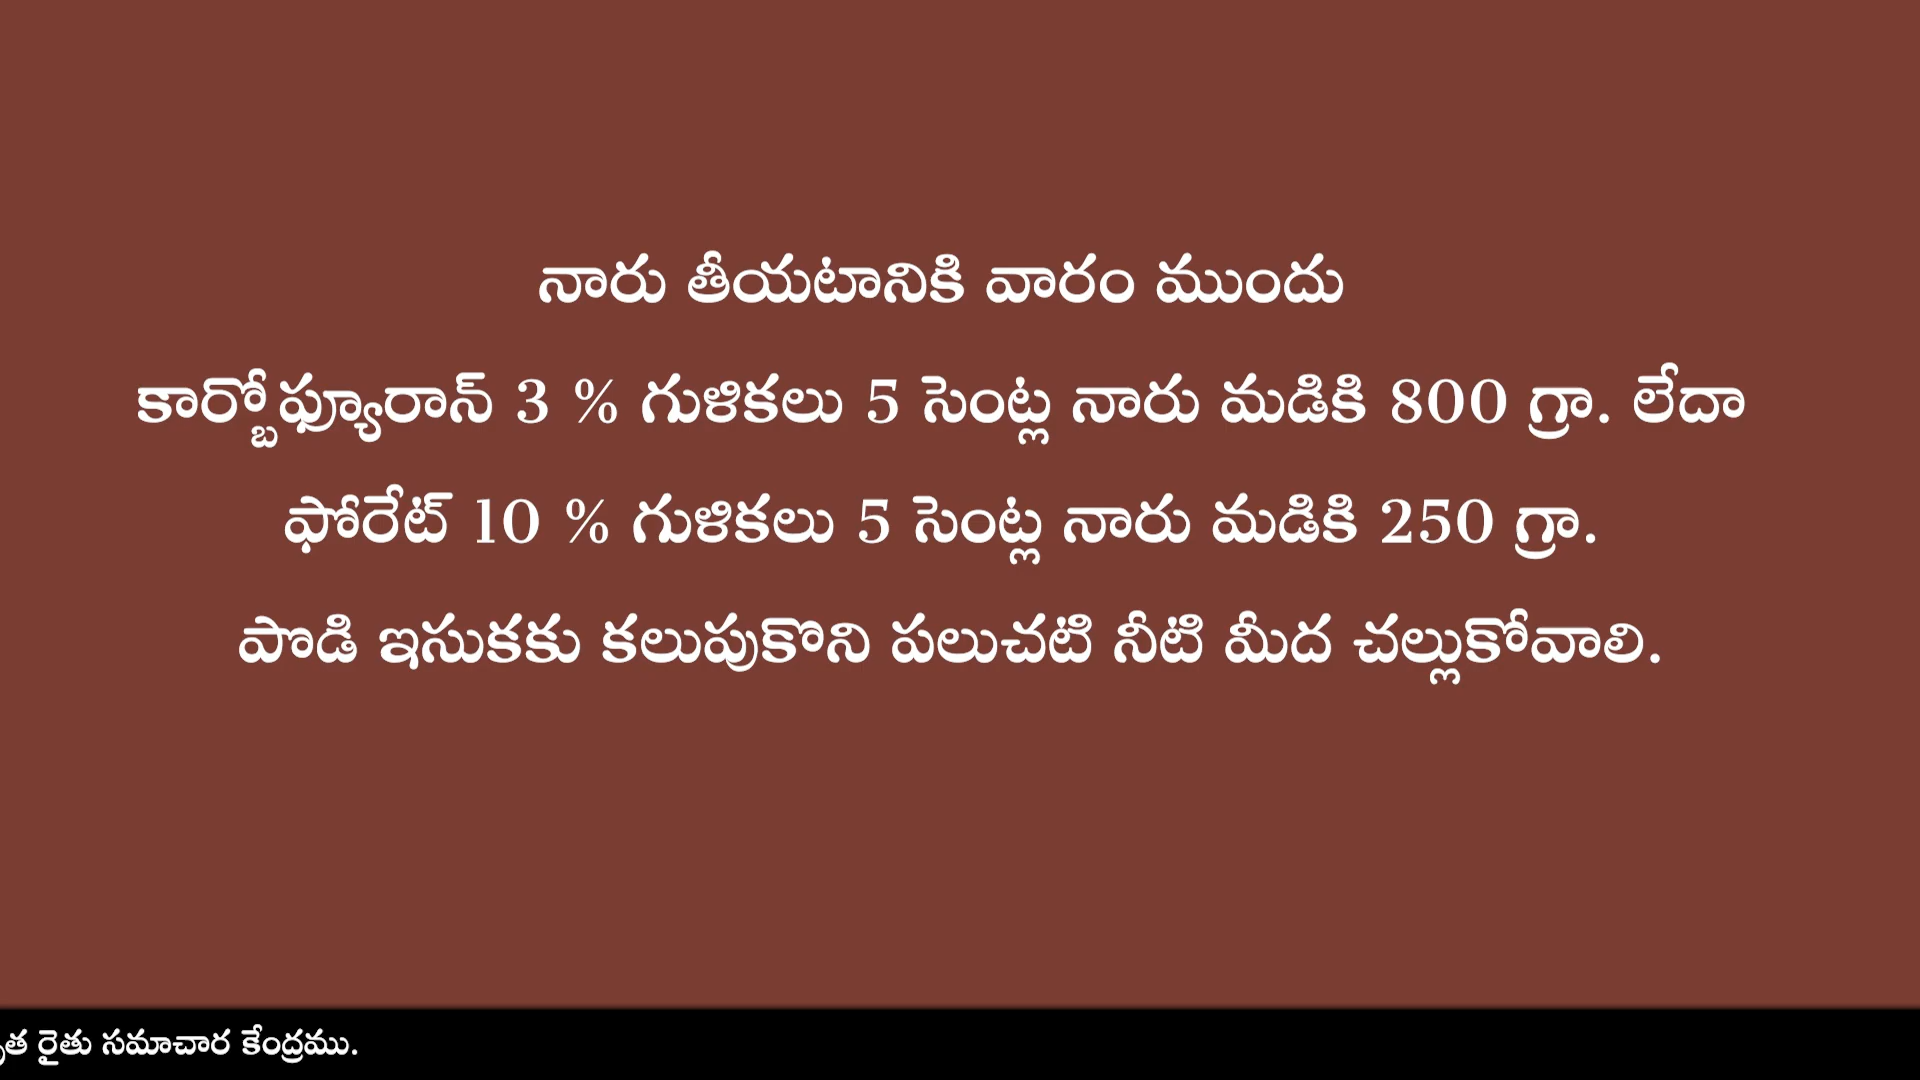 నారు తీయటానికి వారం ముందు
కార్బోఫ్యూరాన్ 3 % గుళికలు 5 సెంట్ల నారు మడికి 800 గ్రా. లేదా
ఫోరేట్ 10 % గుళికలు 5 సెంట్ల నారు మడికి 250 గ్రా.
పొడి ఇసుకకు కలుపుకొని పలుచటి నీటి మీద చల్లుకోవాలి.
రైతు సమాచార కేంద్రము.